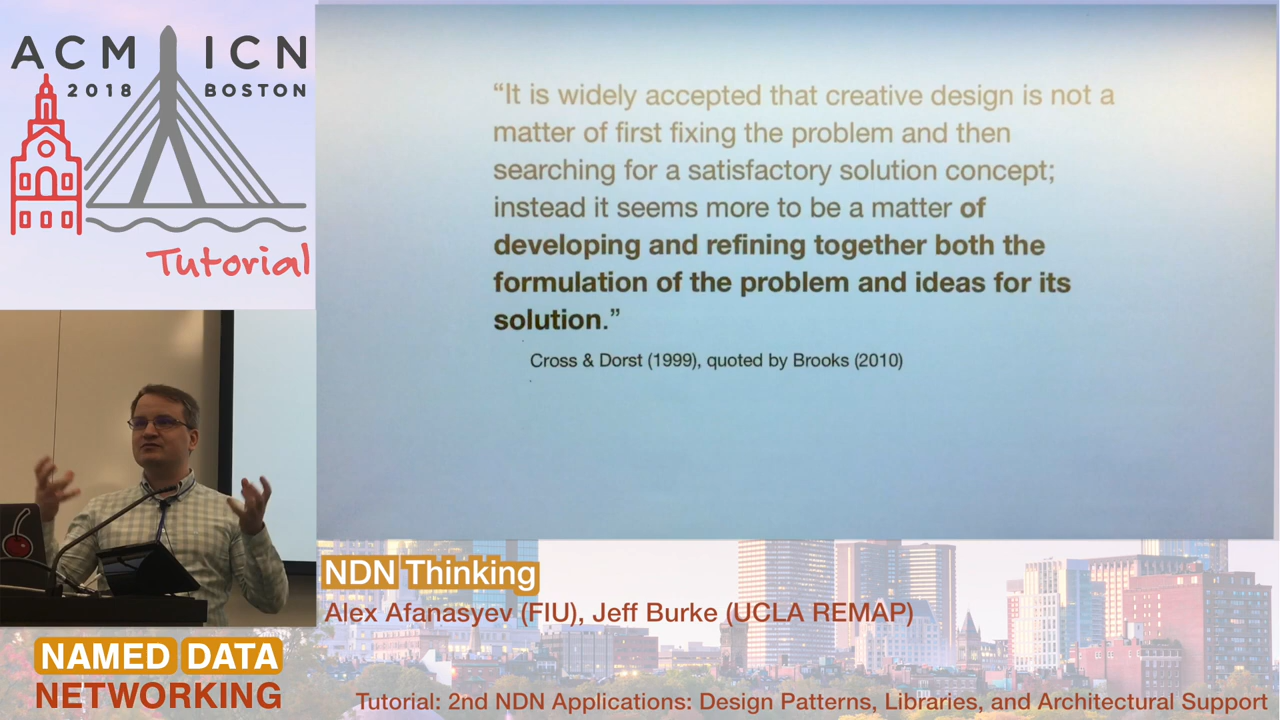 ACM ICN
2018 BOSTON
Tutorial
“It is widely accepted that creative design is not a
matter of first fixing the problem and then
searching for a satisfactory solution concept;
instead it seems more to be a matter of
developing and refining together both the
formulation of the problem and ideas for its
solution.”
Cross & Dorst (1999), quoted by Brooks (2010)
NDN Thinking
Alex Afanasyev (FIU), Jeff Burke (UCLA REMAP)
NAMED DATA
NETWORKING
Tutorial: 2nd NDN Applications: Design Patterns, Libraries, and Architectural Support